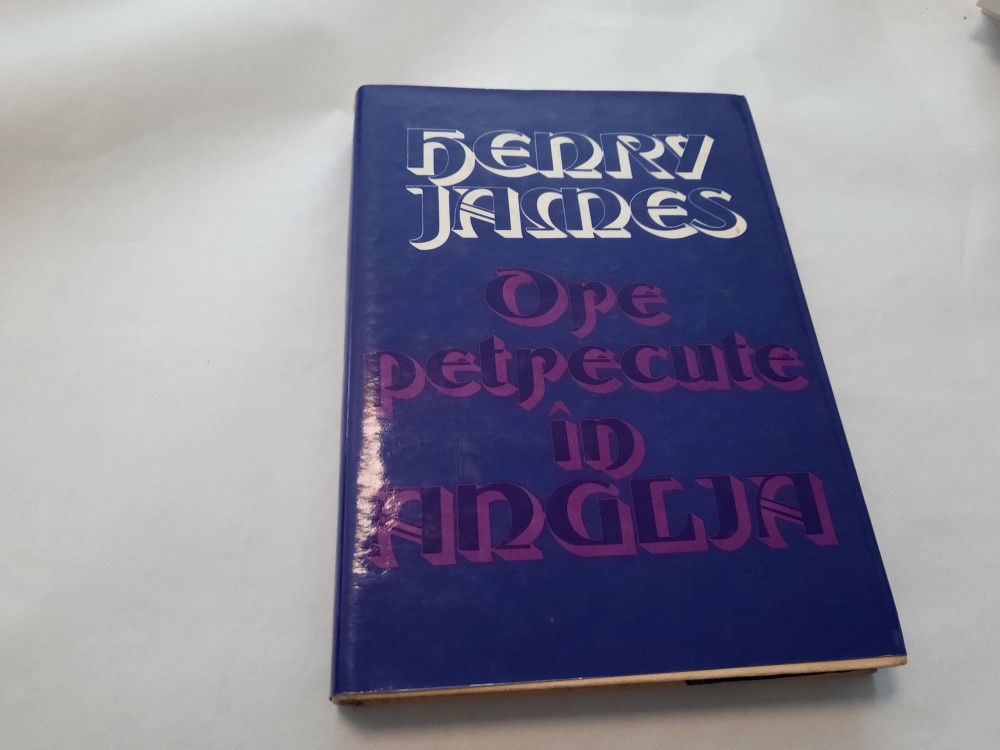 HENRY
JAMES
Ore
petrecute
în
ANGLIA